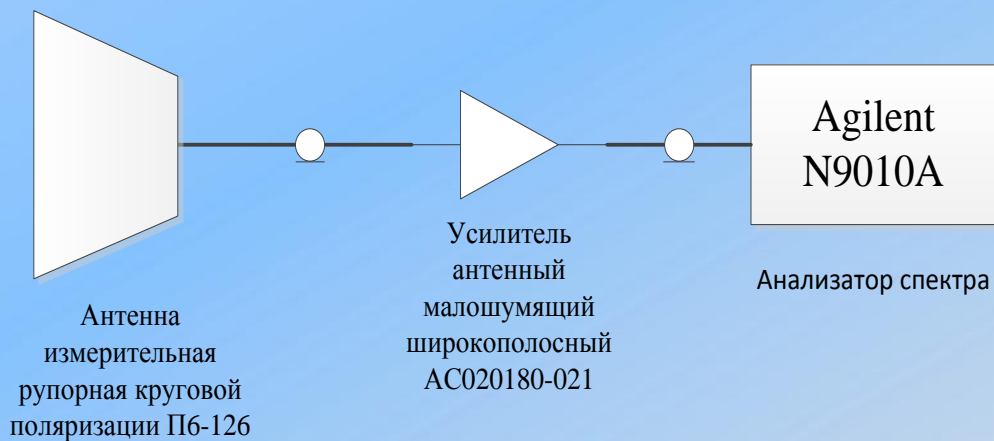 Agilent
N9010A
Анализатор спектра
Усилитель
антенный
малошумящий
широкополосный
АС020180-021
Антенна
измерительная
рупорная круговой
поляризации П6-126